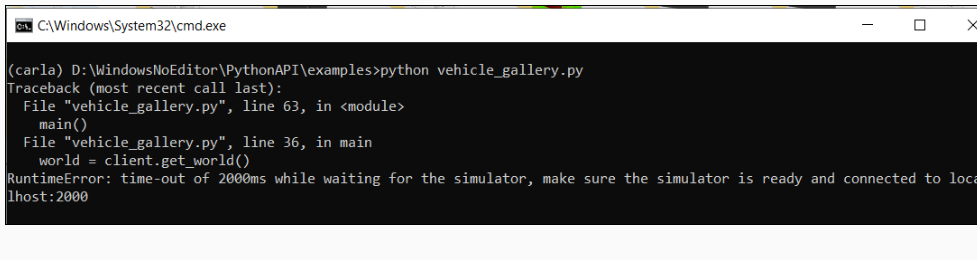 C:\Windows\System32\cmd.exe
(carla) D:\WindowsNoEditor\PythonAPI\examples>python vehicle_gallery.py
Traceback (most recent call last):
  File "vehicle_gallery.py", line 63, in <module>
    main()
  File "vehicle_gallery.py", line 36, in main
    world = client.get_world()
RuntimeError: time-out of 2000ms while waiting for the simulator, make sure the simulator is ready and connected to loca
lhost:2000